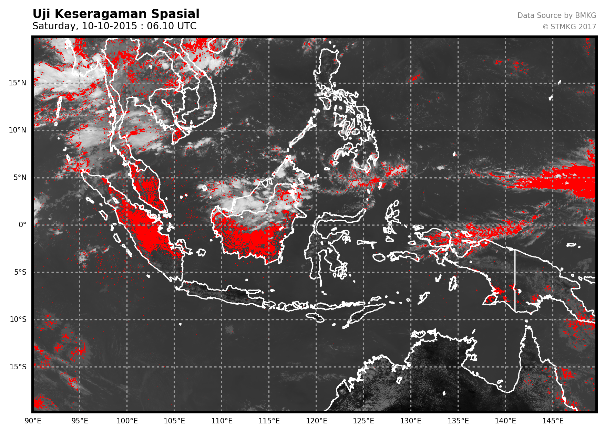 Uji Keseragaman Spasial
Saturday, 10-10-2015 : 06.10 UTC
Data Source by BMKG
© STMKG 2017
15°N
10°N
5°N
0°
5°S
10°S
15°S
90°E 95°E 100°E 105°E 110°E 115°E 120°E 125°E 130°E 135°E 140°E 145°E